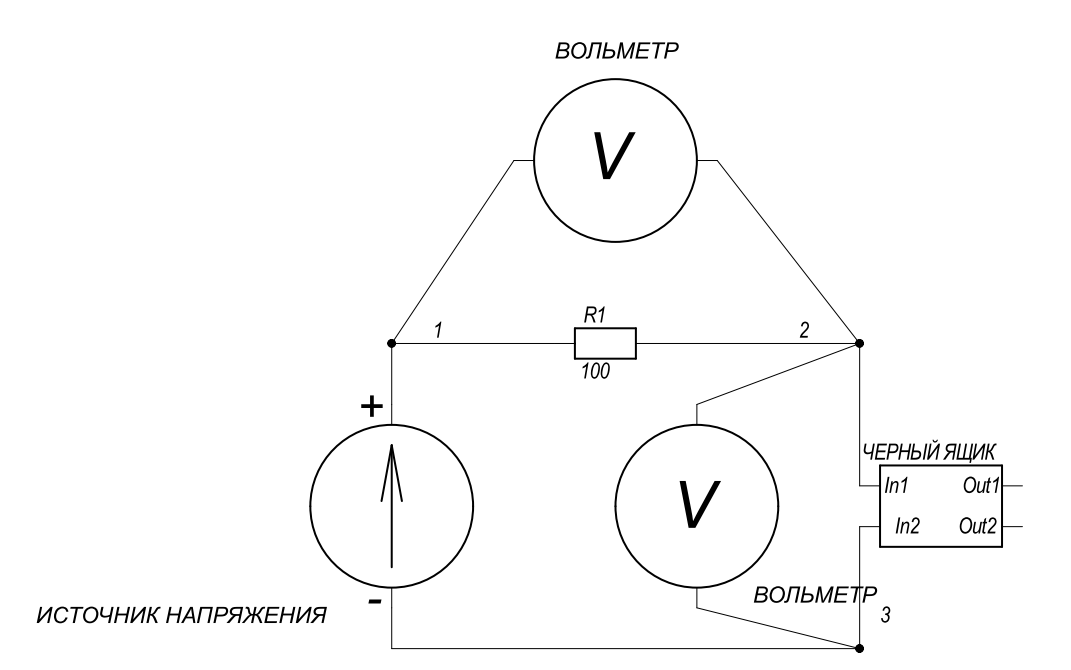 ВОЛЬМЕТР
V
R1
1
2
100
+
ЧЕРНЫЙ ЯЩИК
In1 Out1
V
In2 Out2
-
ВОЛЬМЕТР
ИСТОЧНИК НАПРЯЖЕНИЯ
3